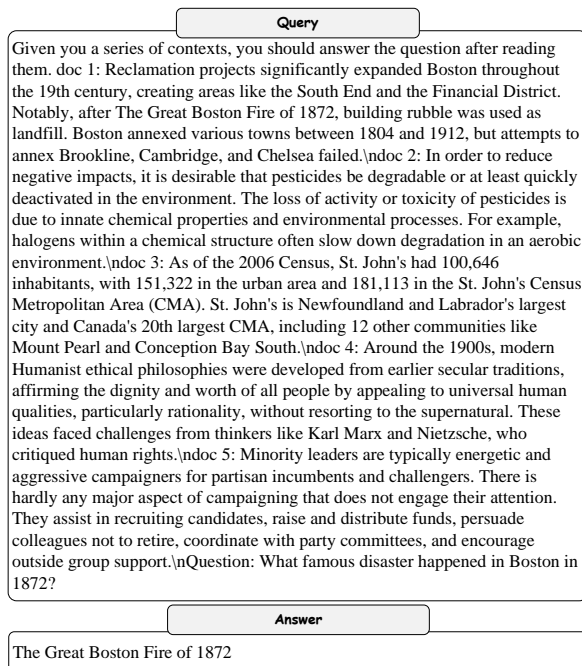 Query
Given you a series of contexts, you should answer the question after reading
them. doc 1: Reclamation projects significantly expanded Boston throughout
the 19th century, creating areas like the South End and the Financial District.
Notably, after The Great Boston Fire of 1872, building rubble was used as
landfill. Boston annexed various towns between 1804 and 1912, but attempts to
annex Brookline, Cambridge, and Chelsea failed.\ndoc 2: In order to reduce
negative impacts, it is desirable that pesticides be degradable or at least quickly
deactivated in the environment. The loss of activity or toxicity of pesticides is
due to innate chemical properties and environmental processes. For example,
halogens within a chemical structure often slow down degradation in an aerobic
environment.\ndoc 3: As of the 2006 Census, St. John's had 100,646
inhabitants, with 151,322 in the urban area and 181,113 in the St. John's Census
Metropolitan Area (CMA). St. John's is Newfoundland and Labrador's largest
city and Canada's 20th largest CMA, including 12 other communities like
Mount Pearl and Conception Bay South.\ndoc 4: Around the 1900s, modern
Humanist ethical philosophies were developed from earlier secular traditions,
affirming the dignity and worth of all people by appealing to universal human
qualities, particularly rationality, without resorting to the supernatural. These
ideas faced challenges from thinkers like Karl Marx and Nietzsche, who
critiqued human rights.\ndoc 5: Minority leaders are typically energetic and
aggressive campaigners for partisan incumbents and challengers. There is
hardly any major aspect of campaigning that does not engage their attention.
They assist in recruiting candidates, raise and distribute funds, persuade
colleagues not to retire, coordinate with party committees, and encourage
outside group support.\nQuestion: What famous disaster happened in Boston in
1872?
Answer
The Great Boston Fire of 1872